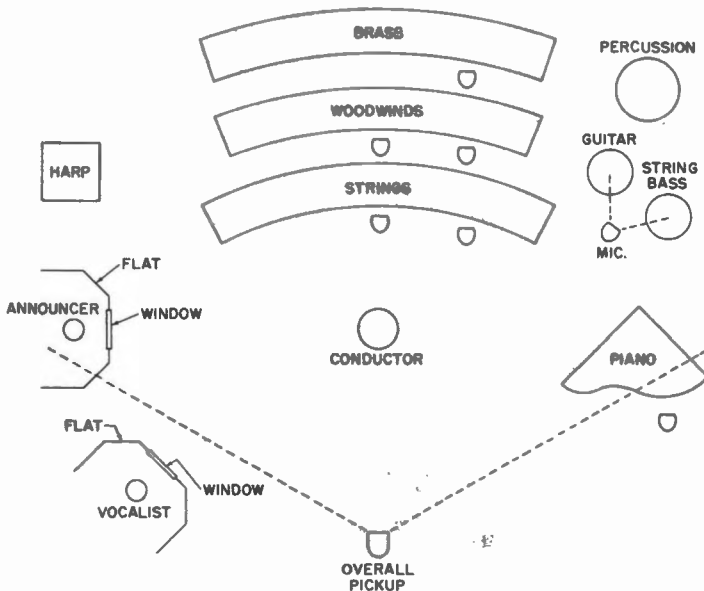 BRASS
PERCUSSION
WOODWINDS
GUITAR
HARP
STRING
BASS
STRINGS
MIC.
FLAT
ANNOUNCER
WINDOW
CONDUCTOR
PIANO
FLAT
WINDOW
VOCALIST
OVERALL
PICKUP